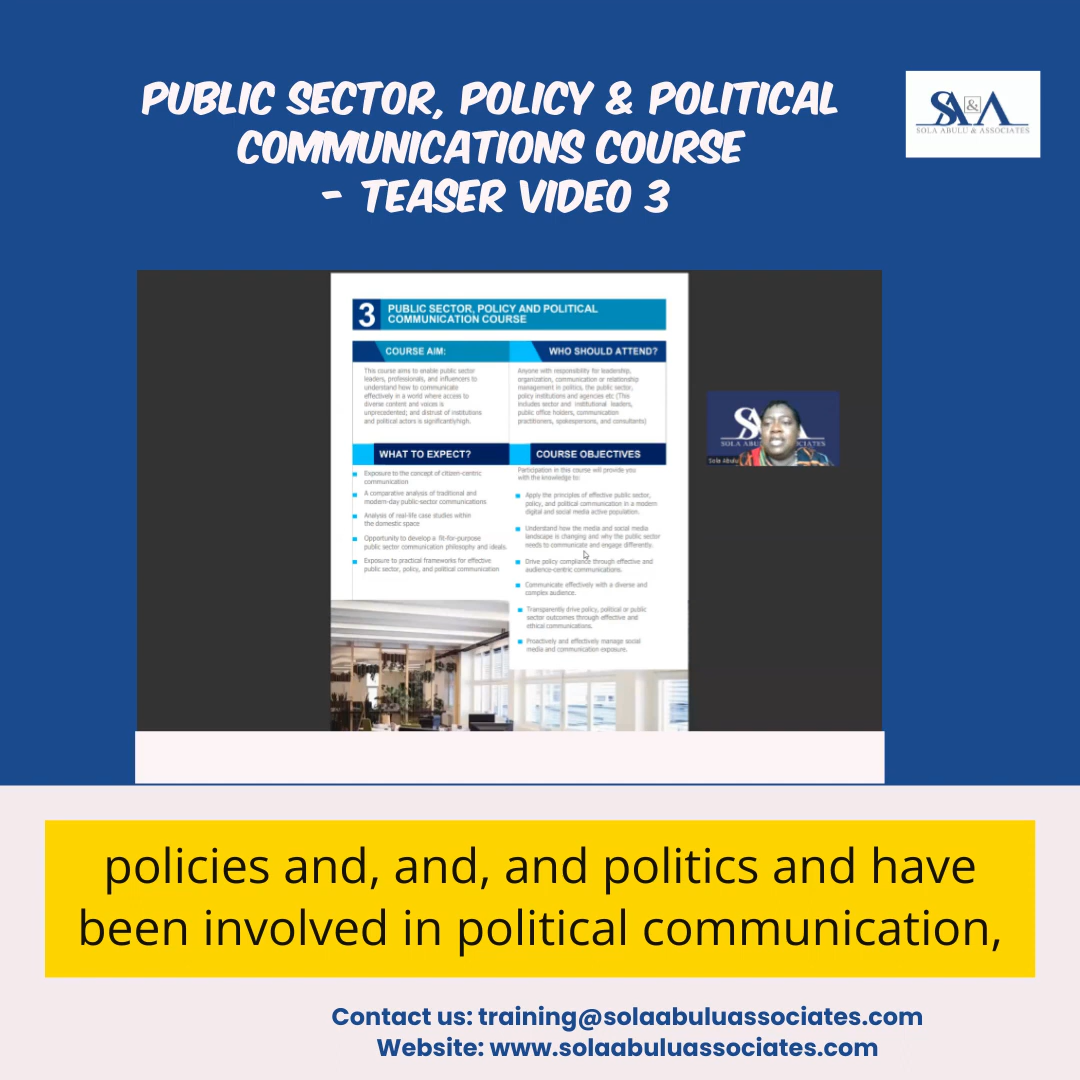 PUBLIC SECTOR, POLICY & POLITICAL
COMMUNICATIONS COURSE
- TEASER VIDEO 3
SA&A
SOLA ABULU & ASSOCIATES
3
PUBLIC SECTOR, POLICY AND POLITICAL
COMMUNICATION COURSE
COURSE AIM:
This course aims to enable public sector
leaders, professionals, and influencers to
understand how to communicate
effectively in a world where access to
diverse content and voices is
unprecedented; and distrust of institutions
and political actors is significantlyhigh.
WHO SHOULD ATTEND?
Anyone with responsibility for leadership,
organization, communication or relationship
management in politics, the public sector,
policy institutions and agencies etc (This
includes sector and institutional leaders,
public office holders, communication
practitioners, spokespersons, and consultants)
WHAT TO EXPECT?
Exposure to the concept of citizen-centric
communication
A comparative analysis of traditional and
modern-day public-sector communications
Analysis of real-life case studies within
the domestic space
Opportunity to develop a fit-for-purpose
public sector communication philosophy and ideals.
Exposure to practical frameworks for effective
public sector, policy, and political communication
COURSE OBJECTIVES
Participation in this course will provide you
with the knowledge to:
Apply the principles of effective public sector,
policy, and political communication in a modern
digital and social media active population.
Understand how the media and social media
landscape is changing and why the public sector
needs to communicate and engage differently.
Drive policy compliance through effective and
audience-centric communications.
Communicate effectively with a diverse and
complex audience.
Transparently drive policy, political or public
sector outcomes through effective and
ethical communications.
Proactively and effectively manage social
media and communication exposure.
SOLA ABU CIATES
Sola Abulu
policies and, and, and politics and have
been involved in political communication,
Contact us: training@solaabuluassociates.com
Website: www.solaabuluassociates.com